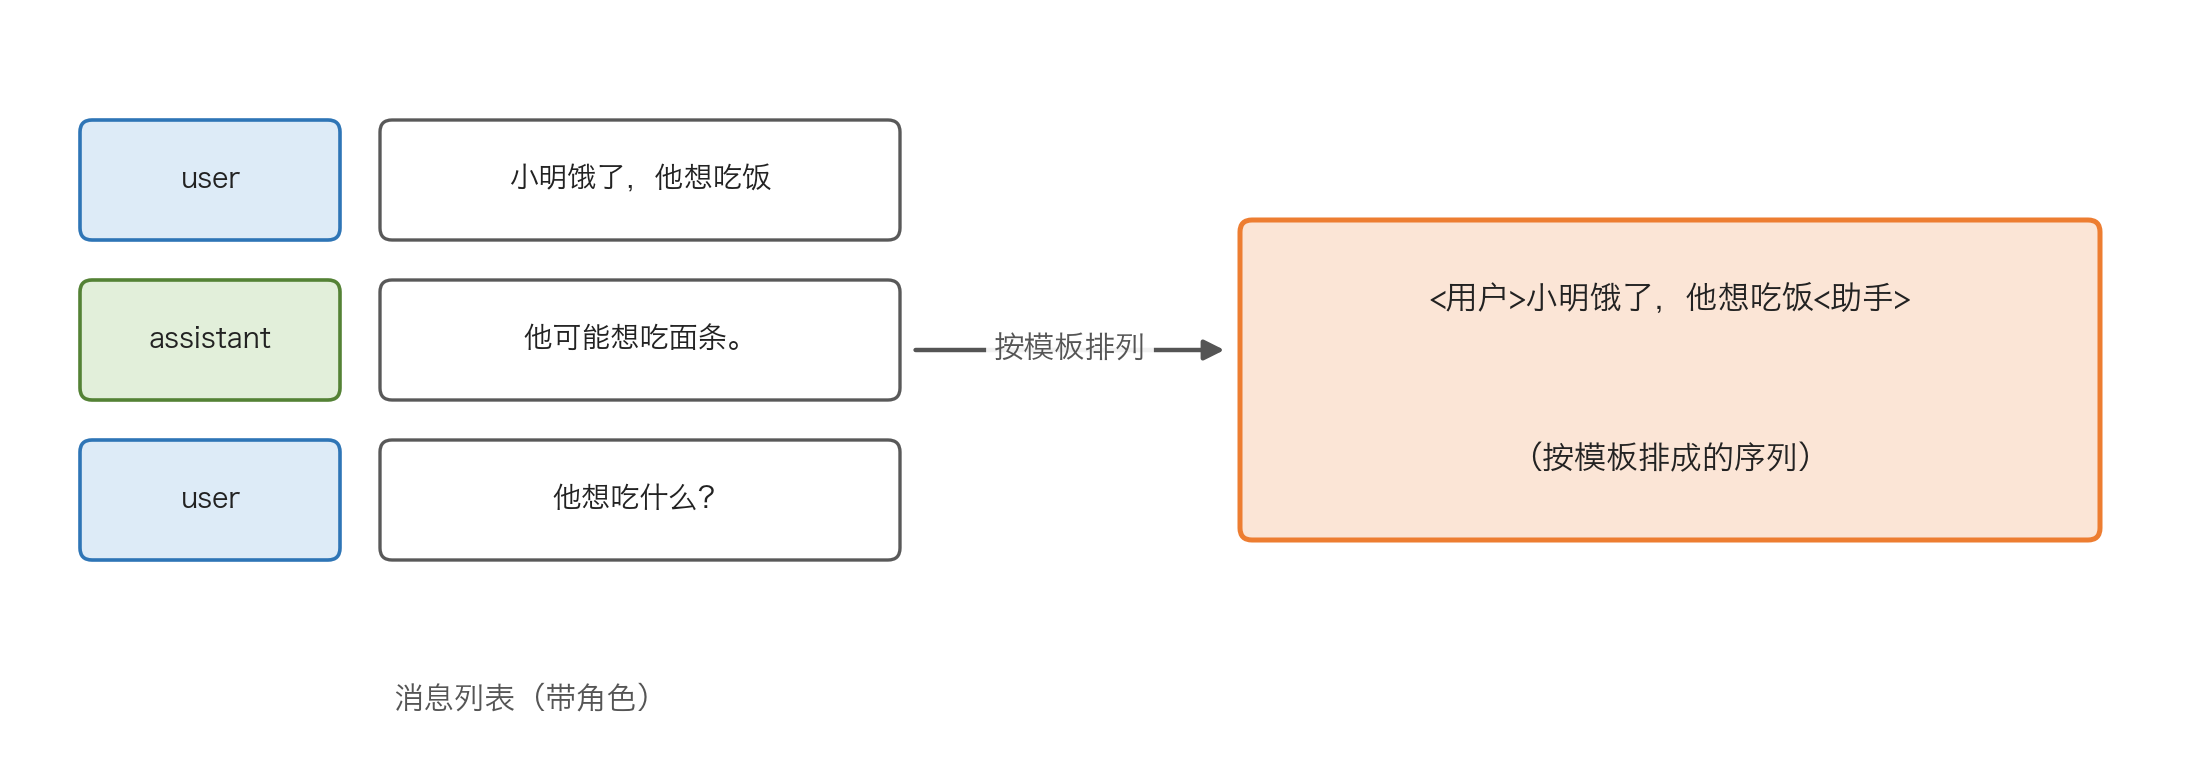 user
小明饿了，他想吃饭
assistant
他可能想吃面条。
user
他想吃什么？
按模板排列
<用户>小明饿了，他想吃饭<助手>
（按模板排成的序列）
消息列表（带角色）